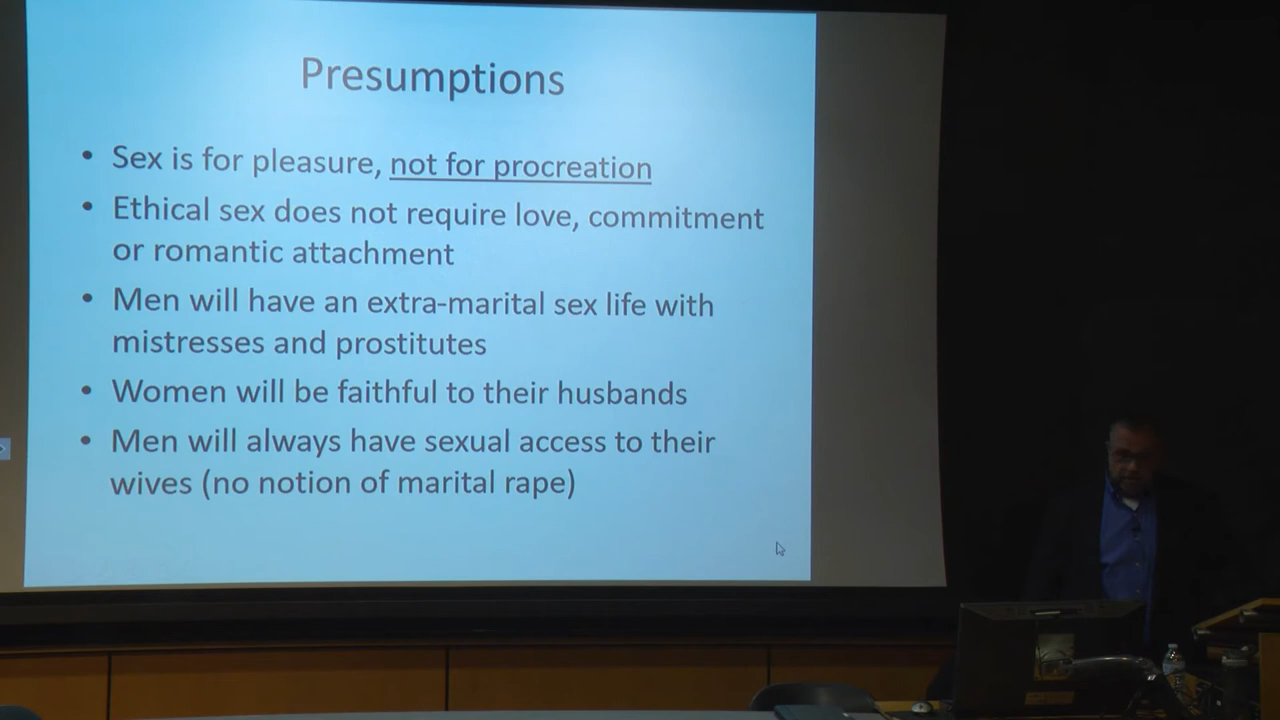 Presumptions
• Sex is for pleasure, not for procreation
• Ethical sex does not require love, commitment
or romantic attachment
• Men will have an extra-marital sex life with
mistresses and prostitutes
• Women will be faithful to their husbands
• Men will always have sexual access to their
wives (no notion of marital rape)